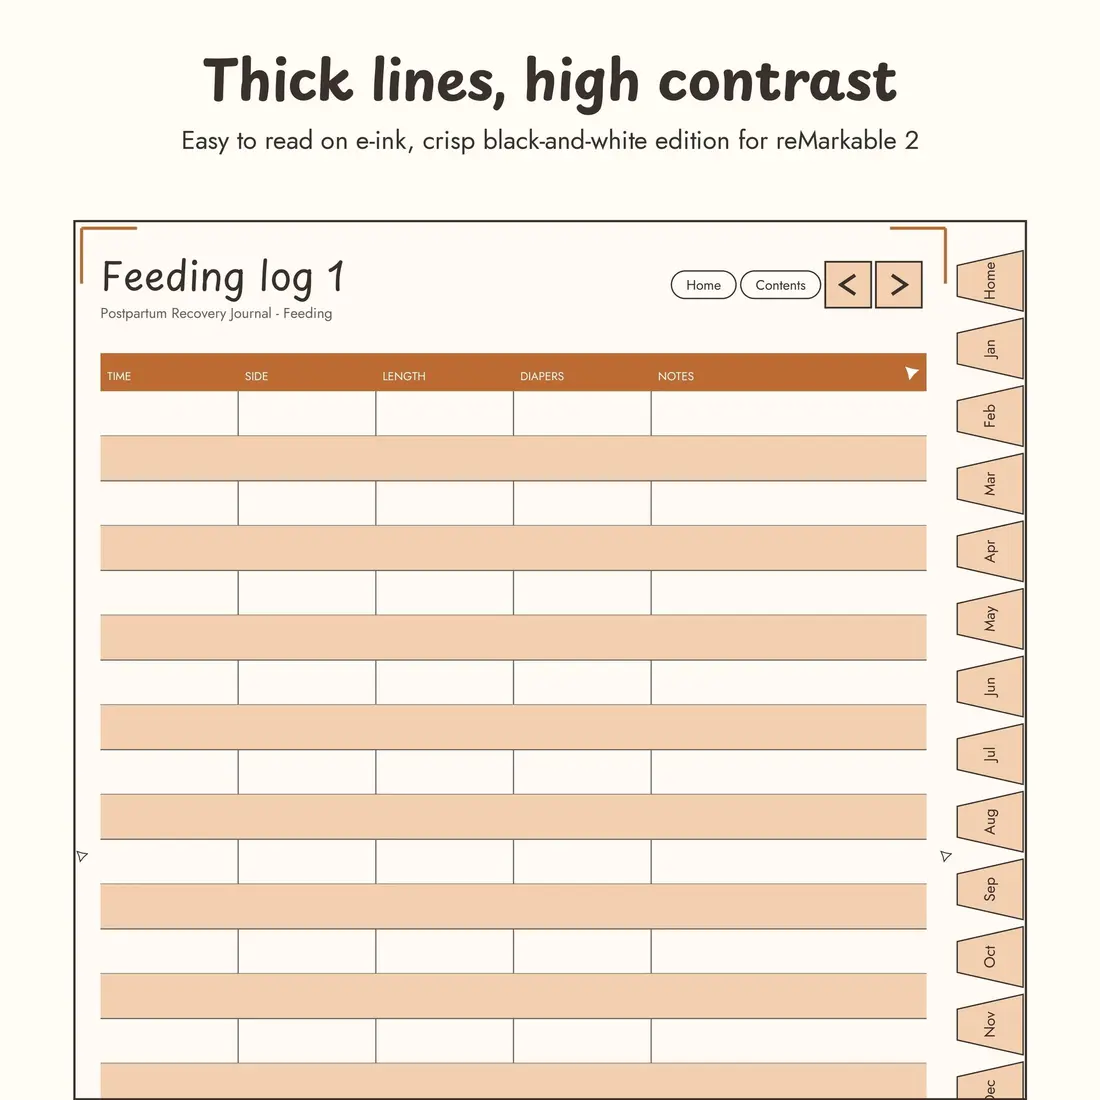 Thick lines, high contrast
Easy to read on e-ink, crisp black-and-white edition for reMarkable 2
Feeding log 1
Home Contents < >
Postpartum Recovery Journal - Feeding
TIME SIDE LENGTH DIAPERS NOTES
Home
Jan
Feb
Mar
Apr
May
Jun
Jul
Aug
Sep
Oct
Nov
Dec